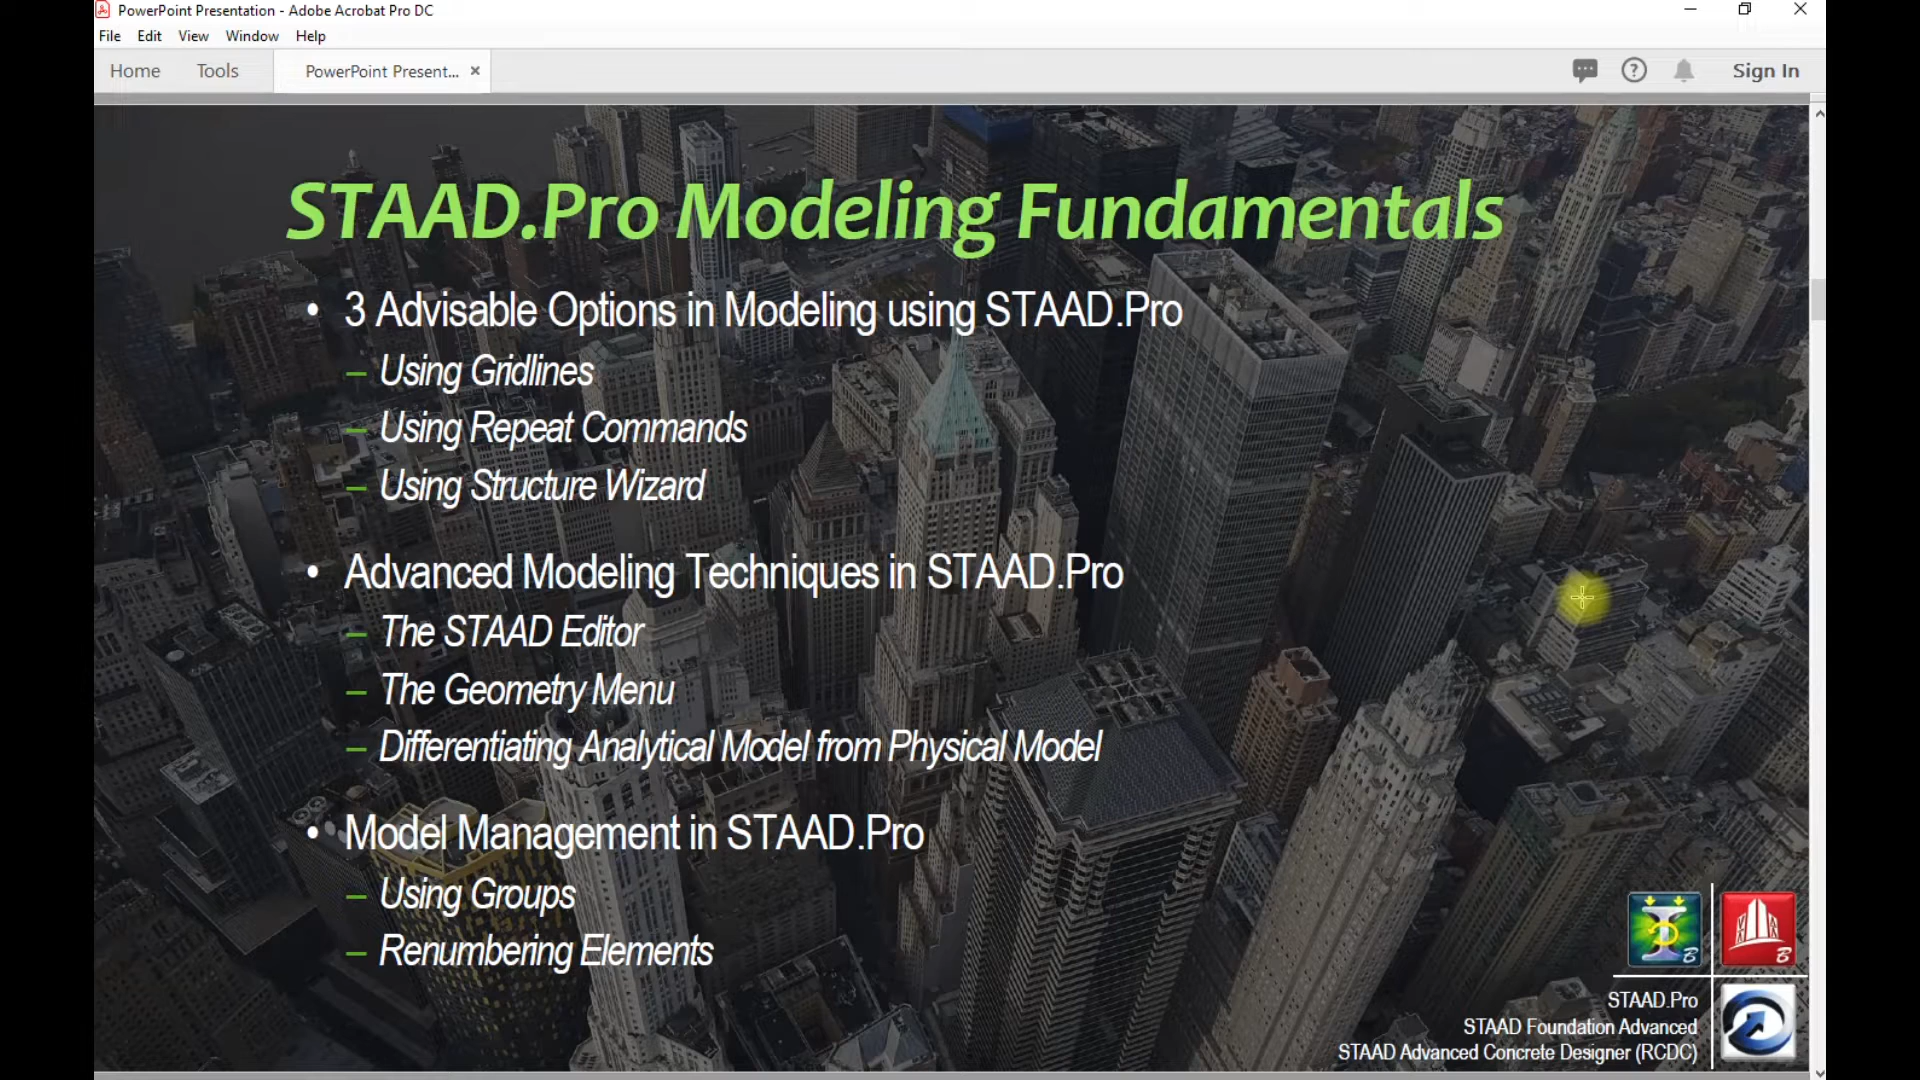 PowerPoint Presentation - Adobe Acrobat Pro DC
File Edit View Window Help
Home Tools PowerPoint Present... × Sign In
STAAD.Pro Modeling Fundamentals
• 3 Advisable Options in Modeling using STAAD.Pro
– Using Gridlines
– Using Repeat Commands
– Using Structure Wizard
• Advanced Modeling Techniques in STAAD.Pro
– The STAAD Editor
– The Geometry Menu
– Differentiating Analytical Model from Physical Model
• Model Management in STAAD.Pro
– Using Groups
– Renumbering Elements
STAAD.Pro
STAAD Foundation Advanced
STAAD Advanced Concrete Designer (RCDC)